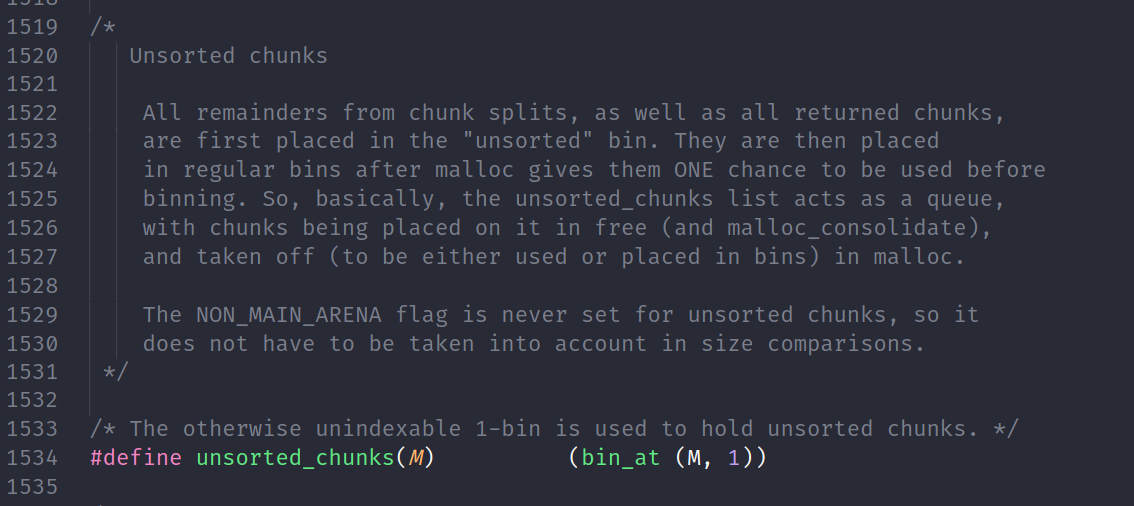 1518
1519 /*
1520 Unsorted chunks
1521
1522 All remainders from chunk splits, as well as all returned chunks,
1523 are first placed in the "unsorted" bin. They are then placed
1524 in regular bins after malloc gives them ONE chance to be used before
1525 binning. So, basically, the unsorted_chunks list acts as a queue,
1526 with chunks being placed on it in free (and malloc_consolidate),
1527 and taken off (to be either used or placed in bins) in malloc.
1528
1529 The NON_MAIN_ARENA flag is never set for unsorted chunks, so it
1530 does not have to be taken into account in size comparisons.
1531 */
1532
1533 /* The otherwise unindexable 1-bin is used to hold unsorted chunks. */
1534 #define unsorted_chunks(M) (bin_at (M, 1))
1535